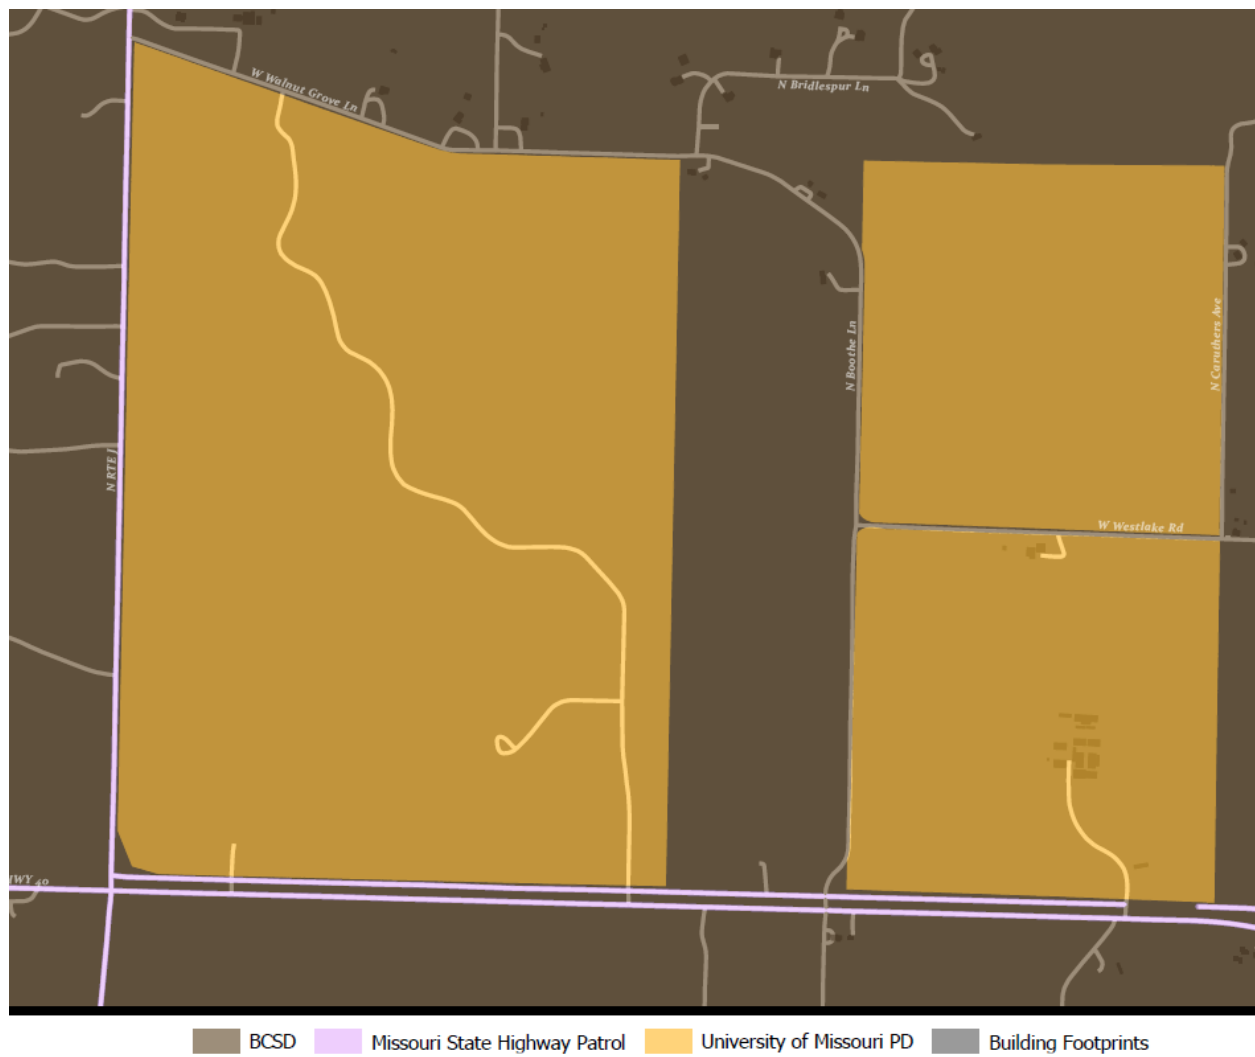 W Walnut Grove Ln
N Bridlespur Ln
N Boothe Ln
N Caruthers Ave
N RTE J
W Westlake Rd
HWY 40
BCSD
Missouri State Highway Patrol
University of Missouri PD
Building Footprints